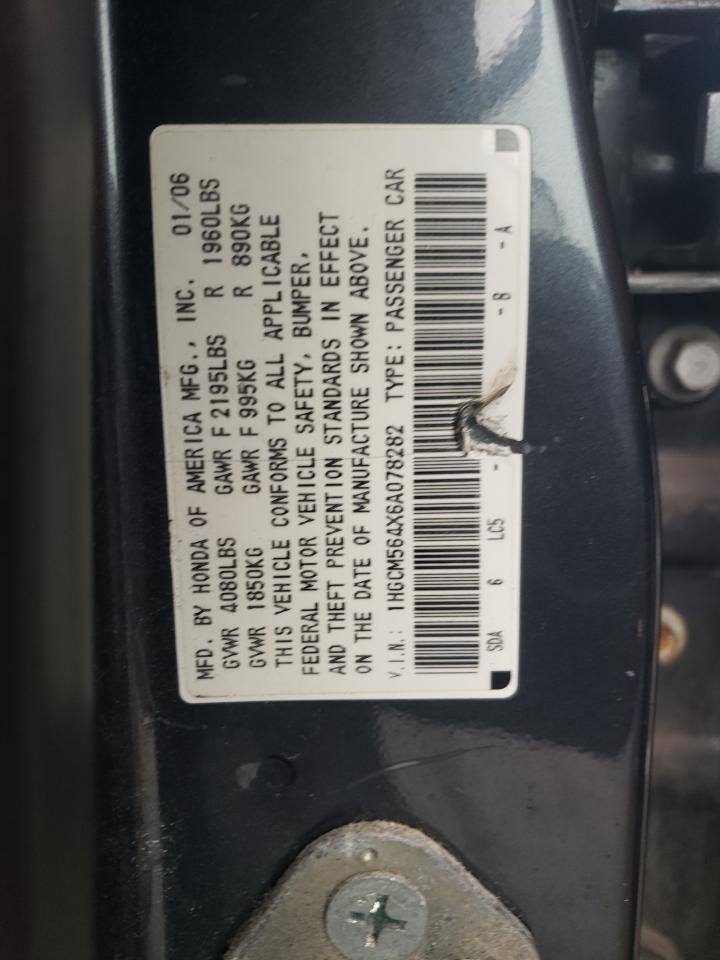 MFD. BY HONDA OF AMERICA MFG., INC. 01/06
GVWR 4080LBS GAWR F 2195LBS R 1960LBS
GVWR 1850KG GAWR F 995KG R 890KG
THIS VEHICLE CONFORMS TO ALL APPLICABLE
FEDERAL MOTOR VEHICLE SAFETY, BUMPER,
AND THEFT PREVENTION STANDARDS IN EFFECT
ON THE DATE OF MANUFACTURE SHOWN ABOVE.
V.I.N.: 1HGCM564X6A078282 TYPE: PASSENGER CAR
SDA 6 LC5 - - B - A